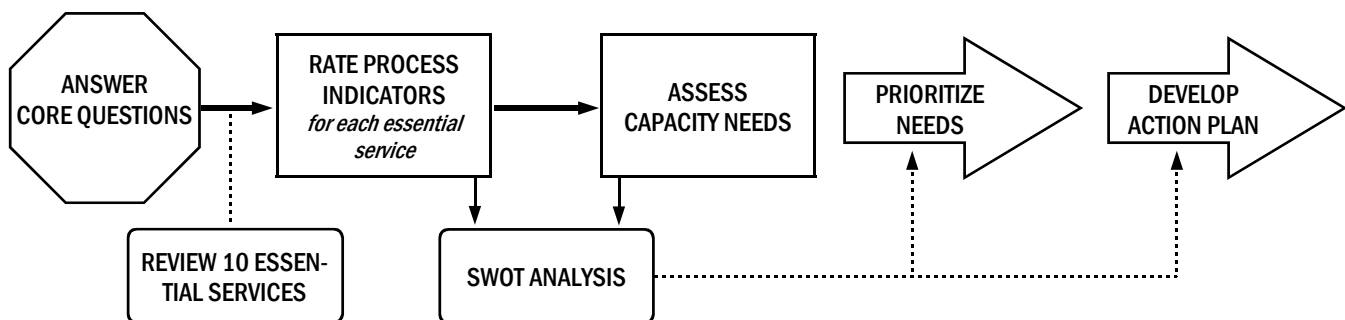 ANSWER
CORE QUESTIONS
RATE PROCESS
INDICATORS
for each essential
service
ASSESS
CAPACITY NEEDS
PRIORITIZE
NEEDS
DEVELOP
ACTION PLAN
REVIEW 10 ESSEN-
TIAL SERVICES
SWOT ANALYSIS